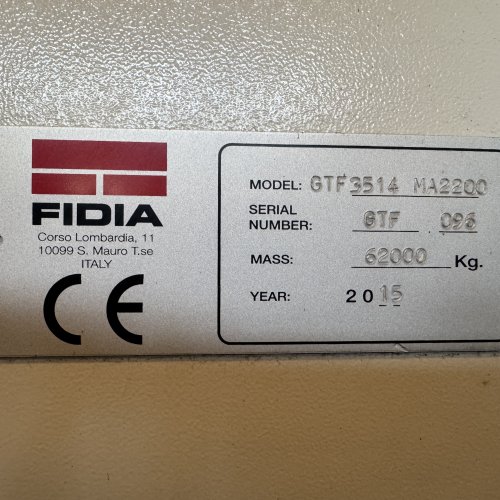 FIDIA
Corso Lombardia, 11
10099 S. Mauro T.se
ITALY
CE
MODEL: GTF3514 MA2200
SERIAL
NUMBER: GTF 096
MASS: 62000 Kg.
YEAR: 2015